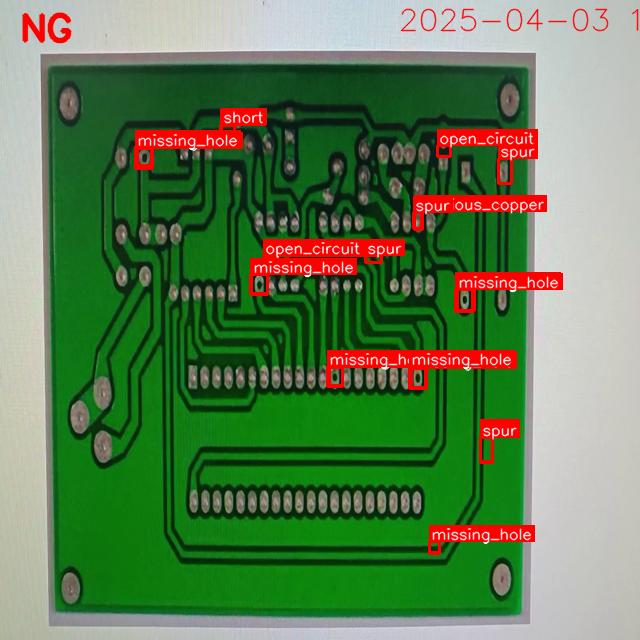 NG
2025-04-03 1
short
missing_hole
open_circuit
spur
spur
ous_copper
open_circuit
spur
missing_hole
missing_hole
missing_h
missing_hole
spur
missing_hole